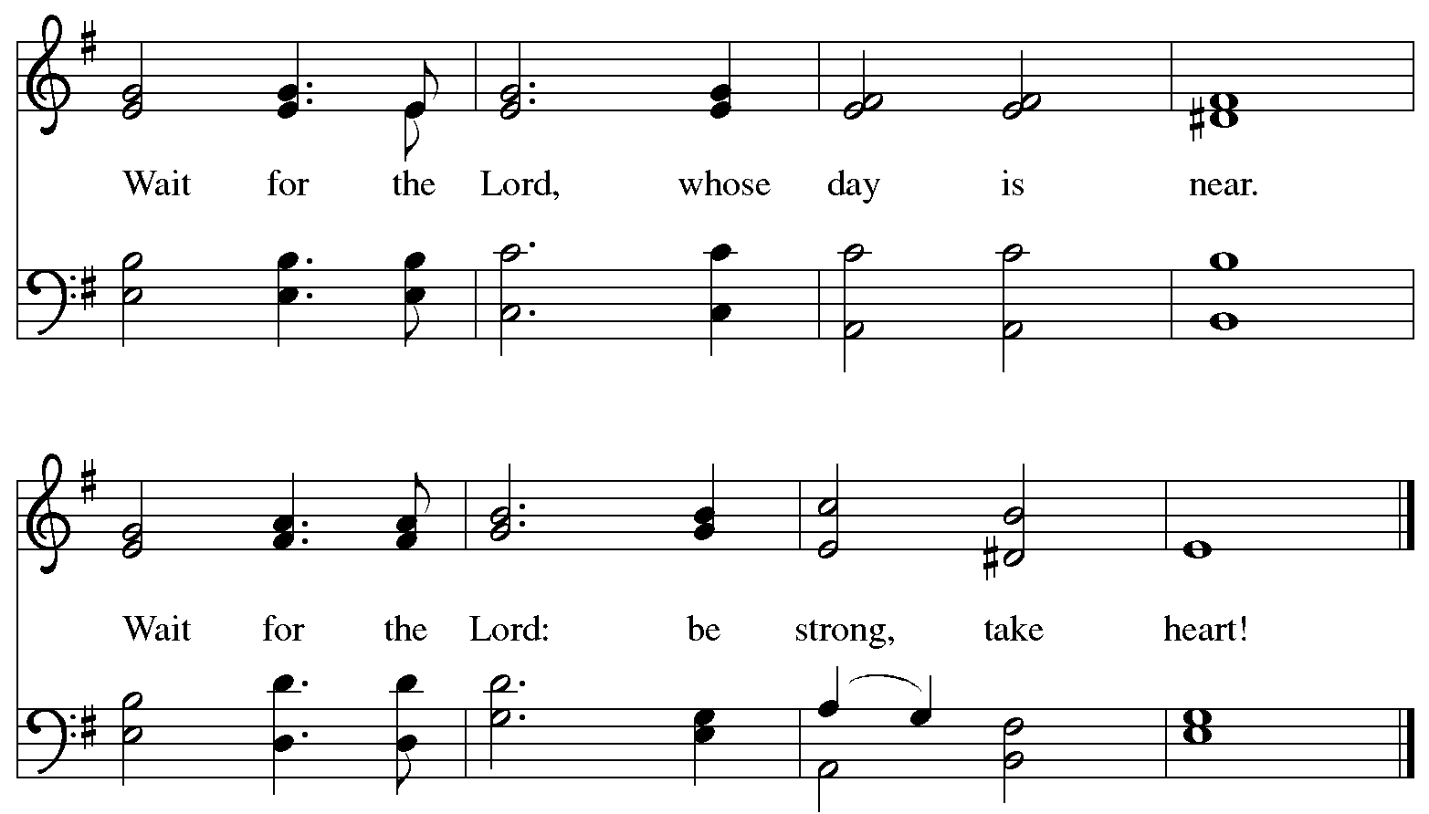 Wait for the Lord, whose day is near.
Wait for the Lord: be strong, take heart!